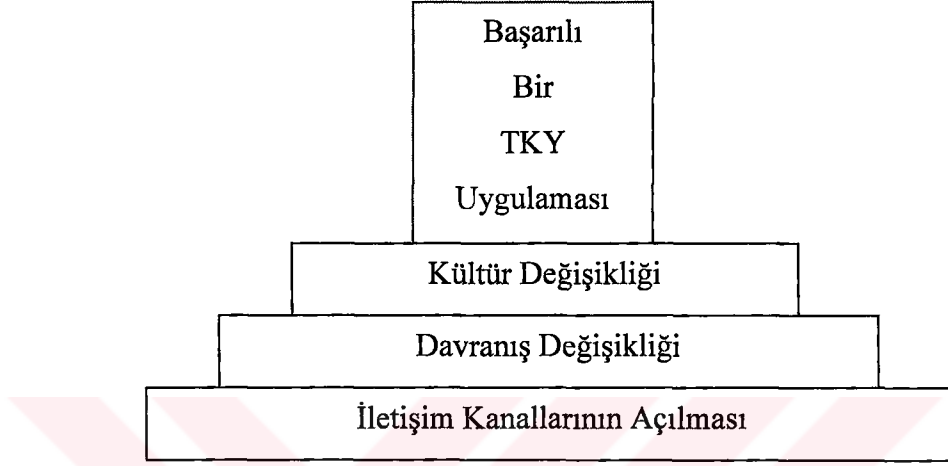 Başarılı
Bir
TKY
Uygulaması
Kültür Değişikliği
Davranış Değişikliği
İletişim Kanallarının Açılması